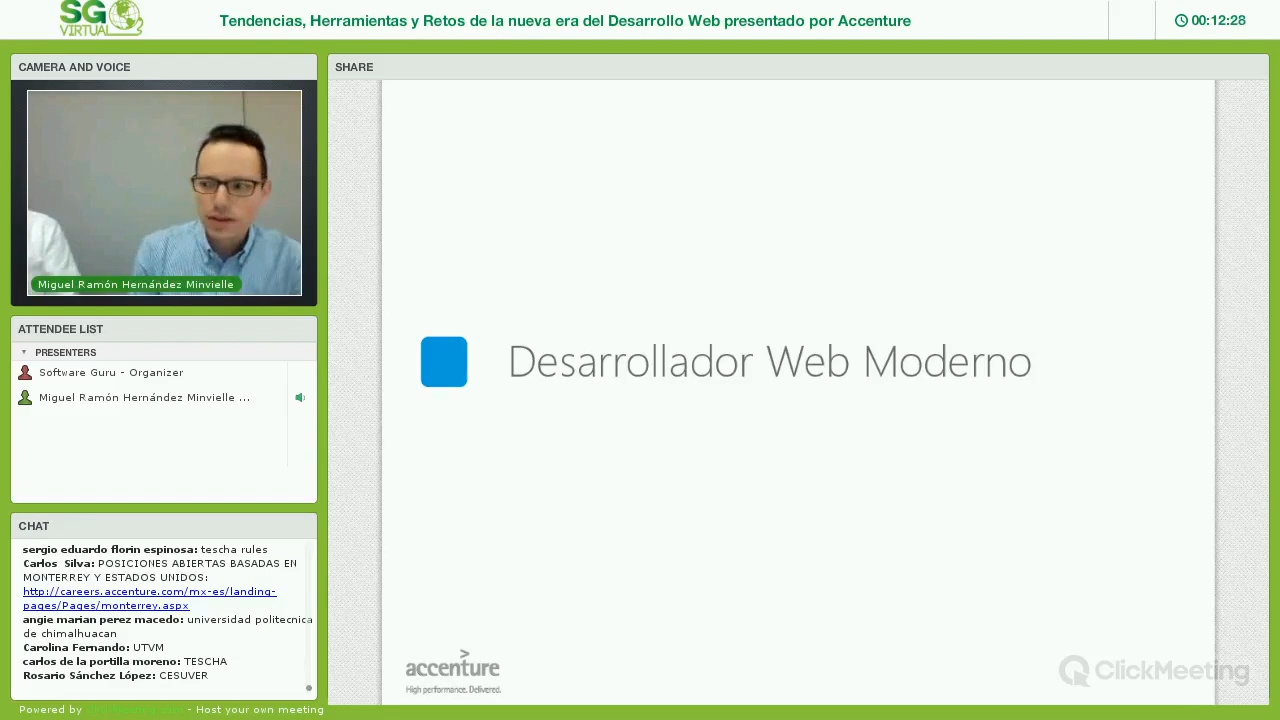 SG
VIRTUAL
Tendencias, Herramientas y Retos de la nueva era del Desarrollo Web presentado por Accenture
00:12:28
CAMERA AND VOICE
Miguel Ramón Hernández Minvielle
ATTENDEE LIST
PRESENTERS
Software Guru - Organizer
Miguel Ramón Hernández Minvielle ...
CHAT
sergio eduardo florin espinosa: tescha rules
Carlos Silva: POSICIONES ABIERTAS BASADAS EN
MONTERREY Y ESTADOS UNIDOS:
http://careers.accenture.com/mx-es/landing-
pages/Pages/monterrey.aspx
angie marian perez macedo: universidad politecnica
de chimalhuacan
Carolina Fernando: UTVM
carlos de la portilla moreno: TESCHA
Rosario Sánchez López: CESUVER
Powered by - Host your own meeting
SHARE
Desarrollador Web Moderno
accenture
High performance. Delivered.
ClickMeeting